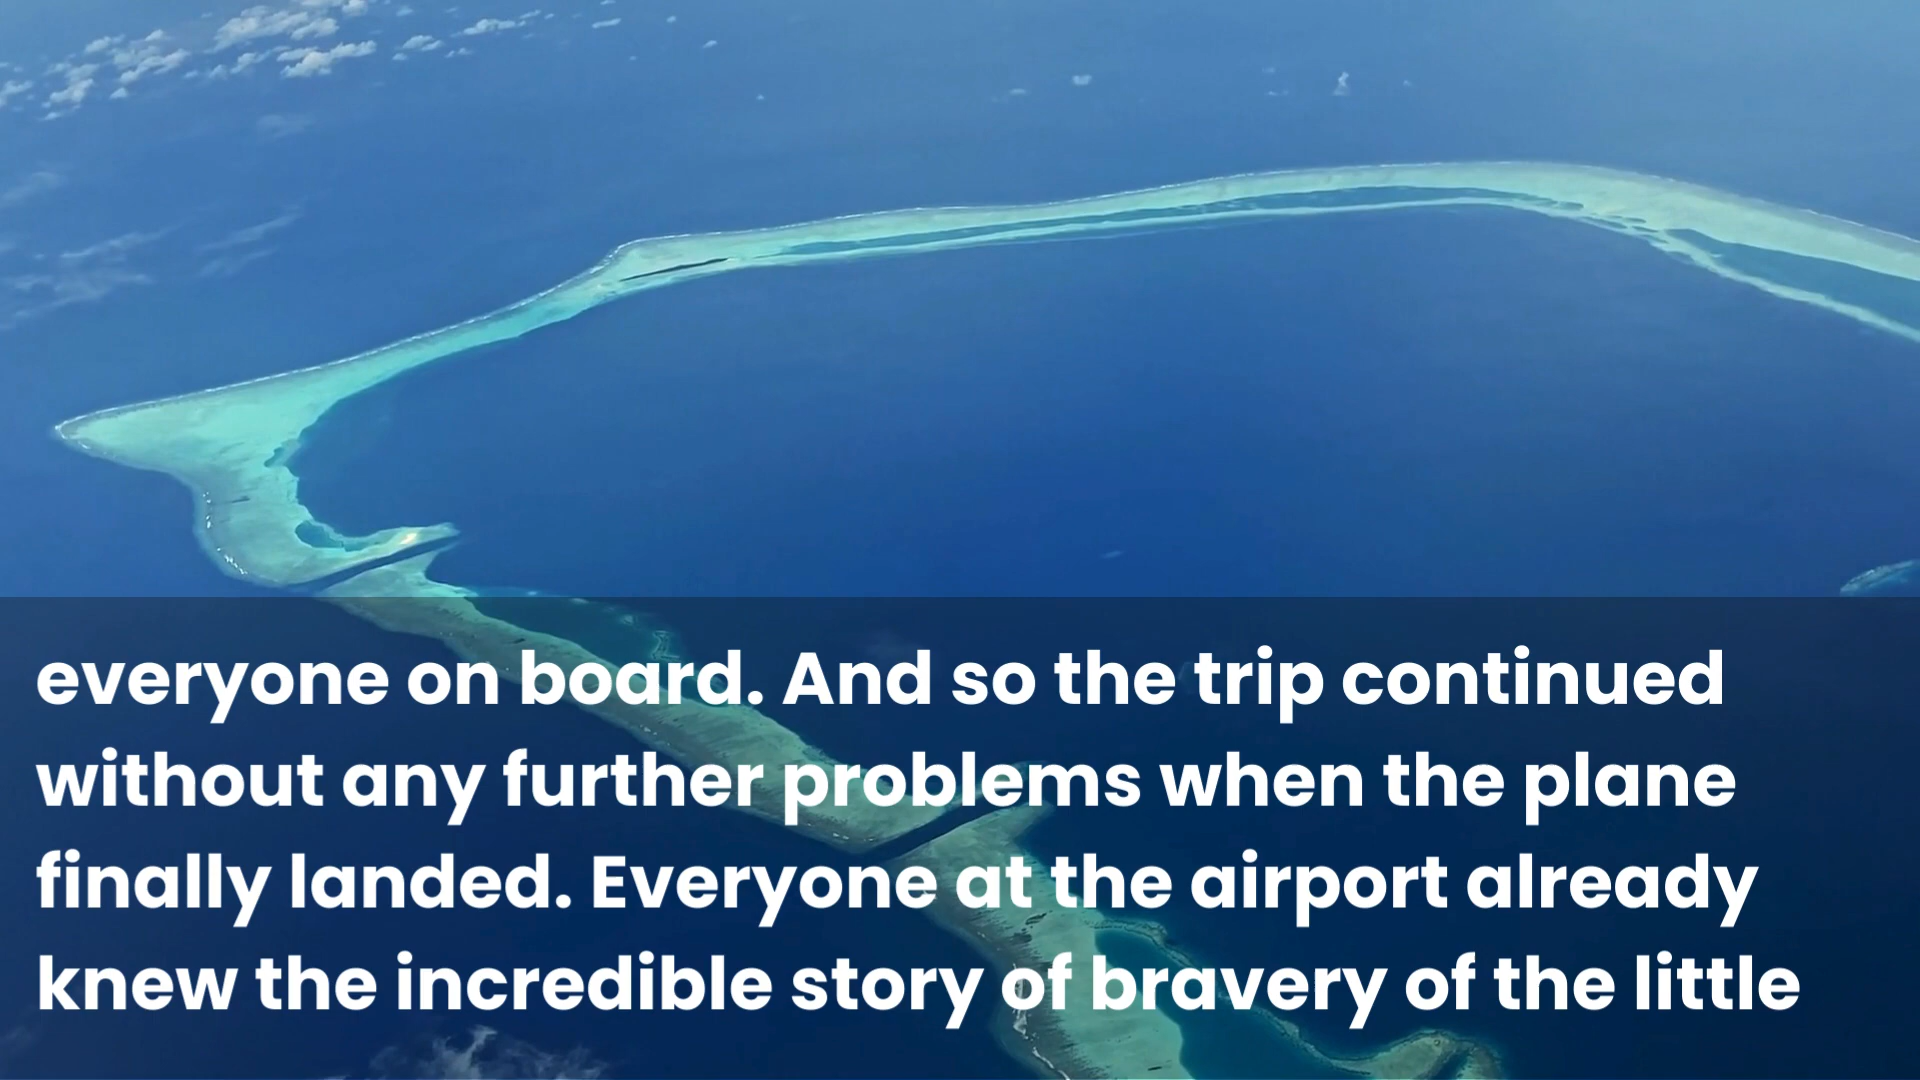 everyone on board. And so the trip continued
without any further problems when the plane
finally landed. Everyone at the airport already
knew the incredible story of bravery of the little